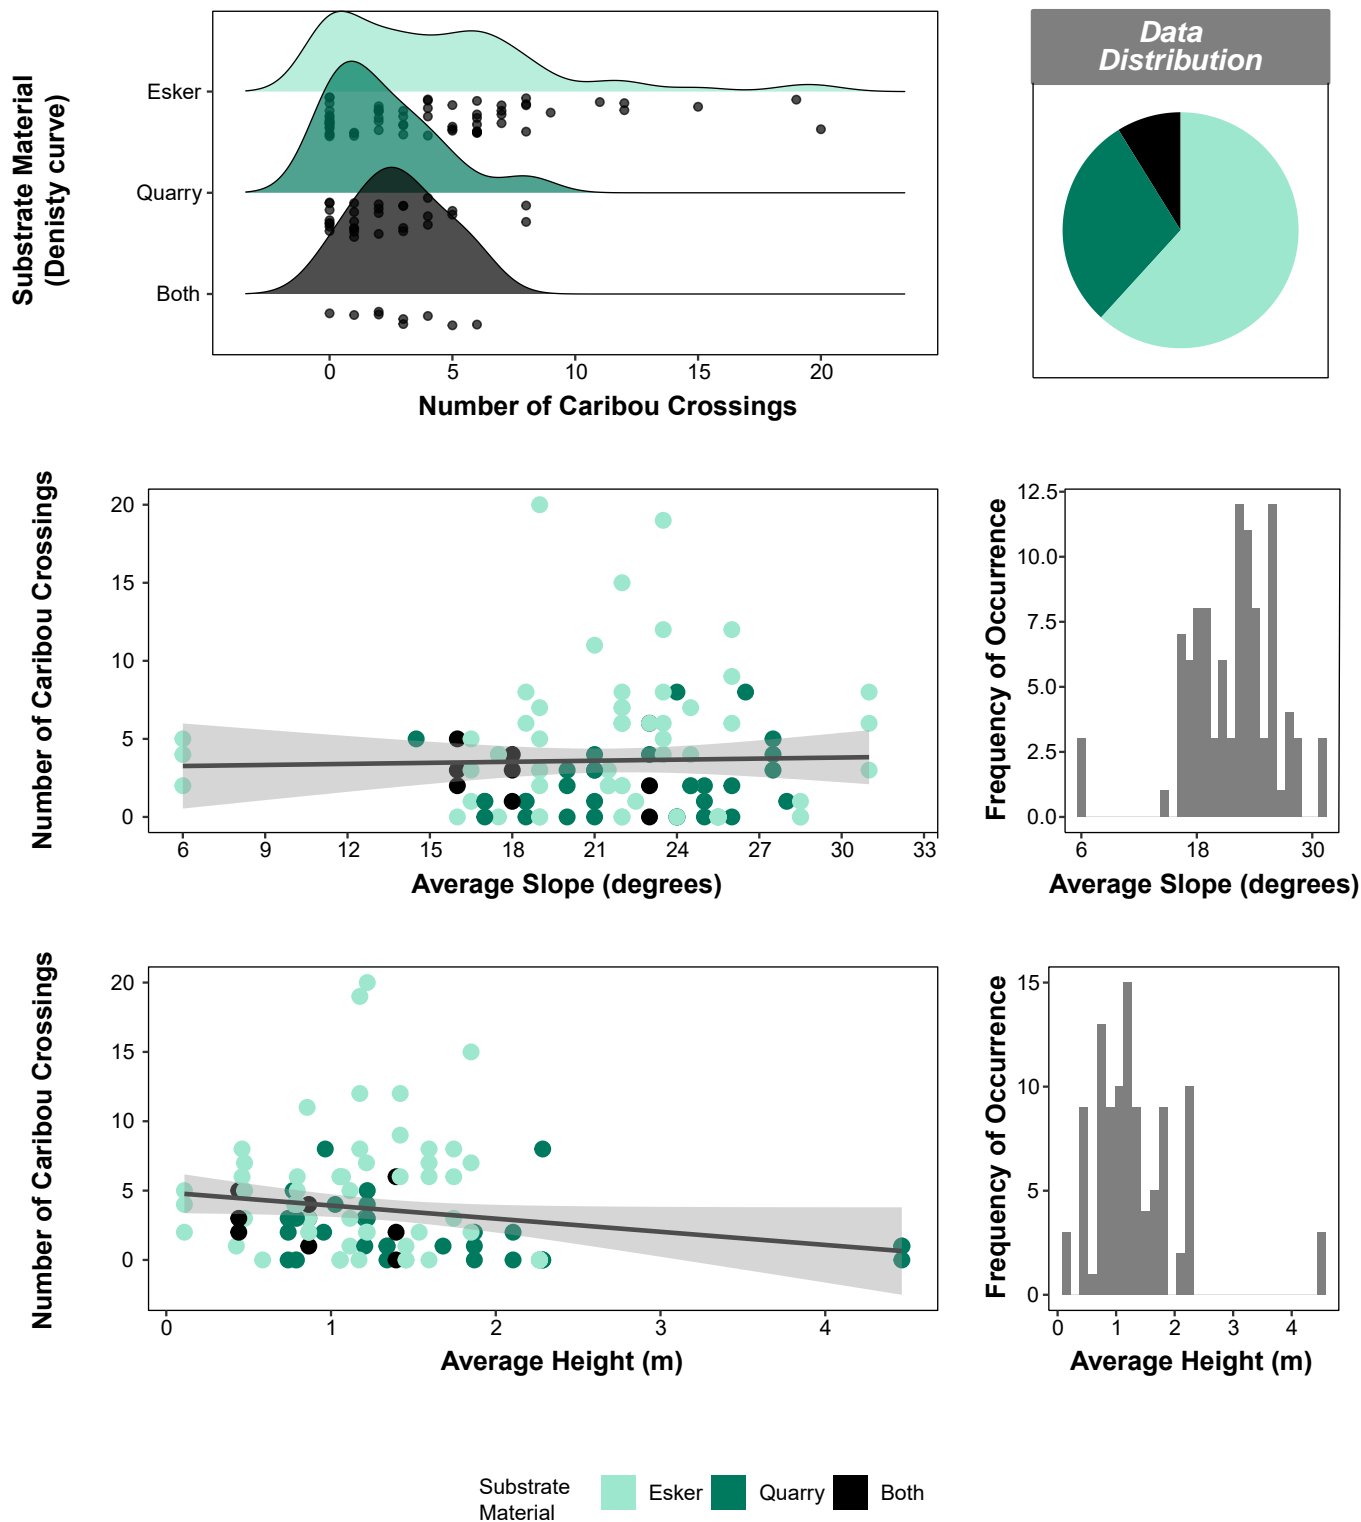 Substrate Material
(Denisty curve)
Esker
Quarry
Both
0 5 10 15 20
Number of Caribou Crossings
Data
Distribution
Number of Caribou Crossings
20
15
10
5
0
6 9 12 15 18 21 24 27 30 33
Average Slope (degrees)
Frequency of Occurrence
12.5
10.0
7.5
5.0
2.5
0.0
6 18 30
Average Slope (degrees)
Number of Caribou Crossings
20
15
10
5
0
0 1 2 3 4
Average Height (m)
Frequency of Occurrence
15
10
5
0
0 1 2 3 4
Average Height (m)
Substrate
Material
Esker Quarry Both